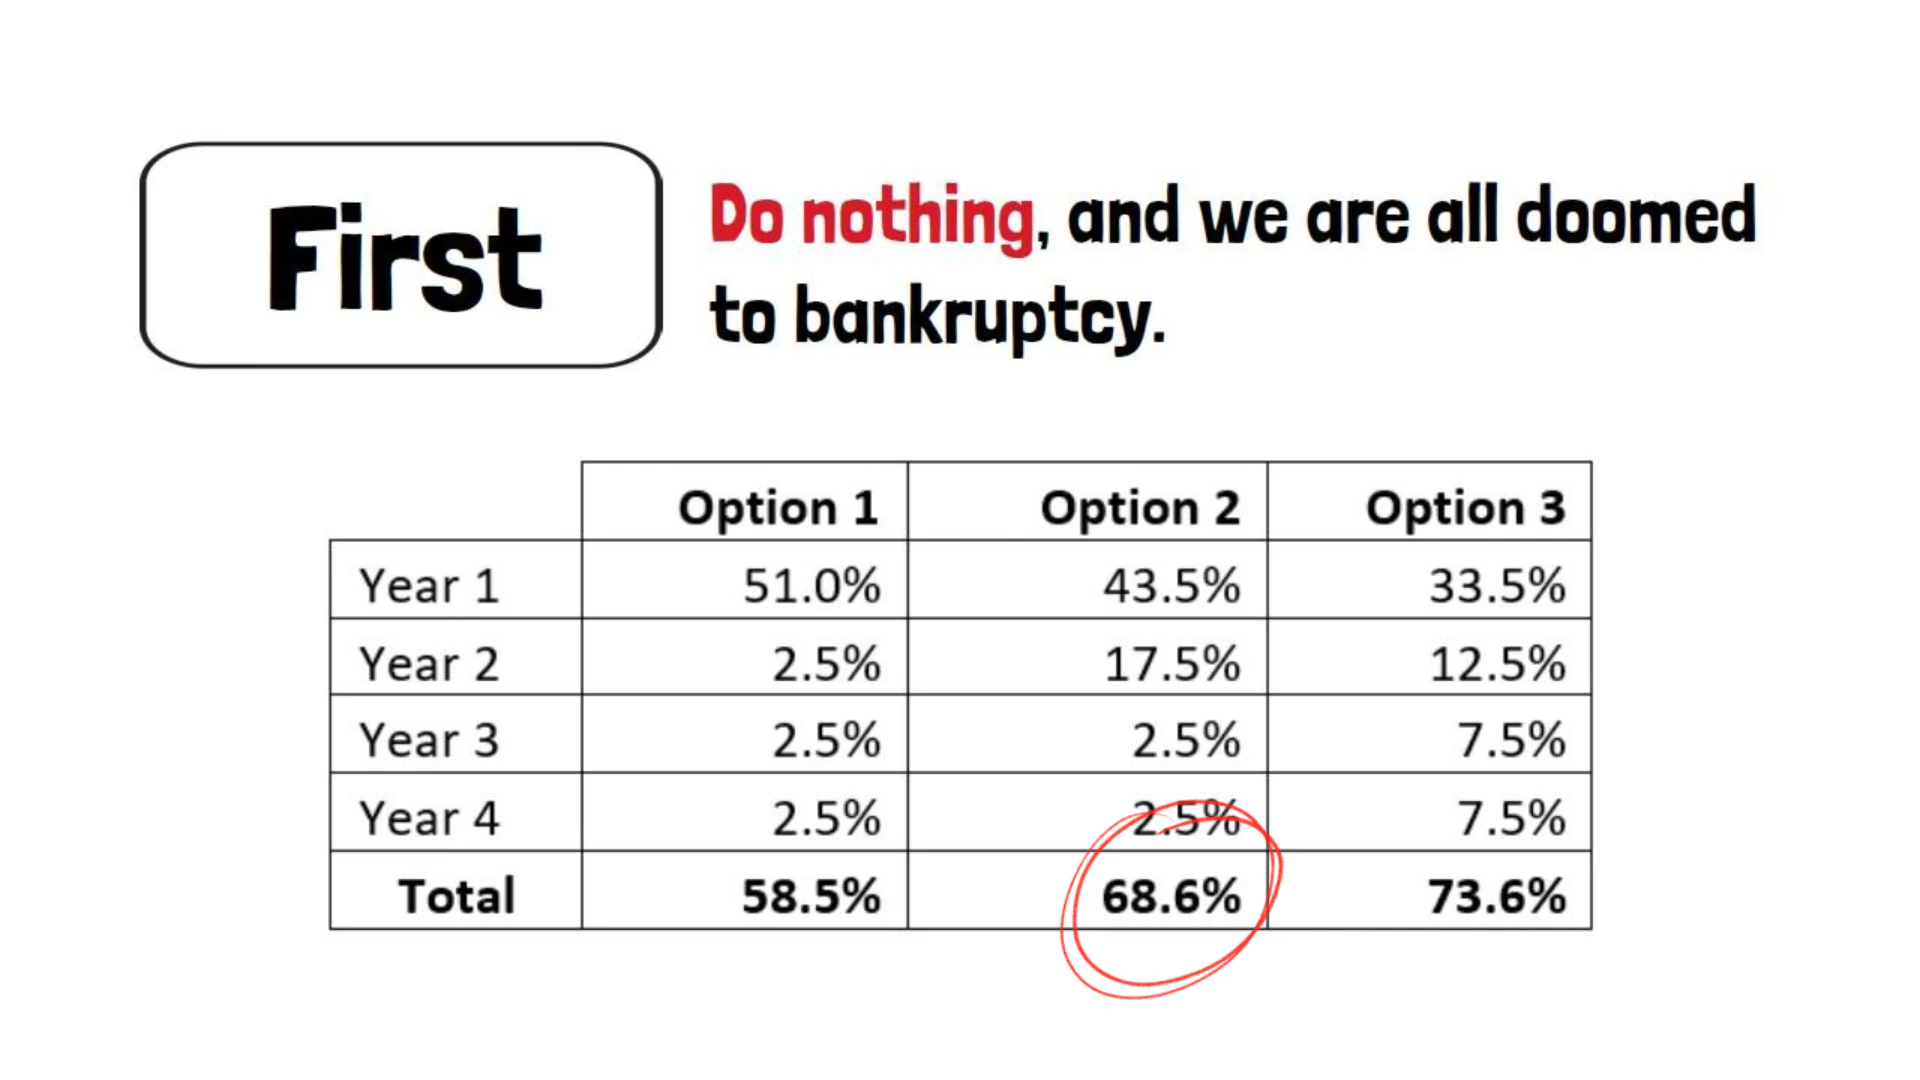 First
Do nothing, and we are all doomed
to bankruptcy.
Option 1 Option 2 Option 3
Year 1 51.0% 43.5% 33.5%
Year 2 2.5% 17.5% 12.5%
Year 3 2.5% 2.5% 7.5%
Year 4 2.5% 2.5% 7.5%
Total 58.5% 68.6% 73.6%